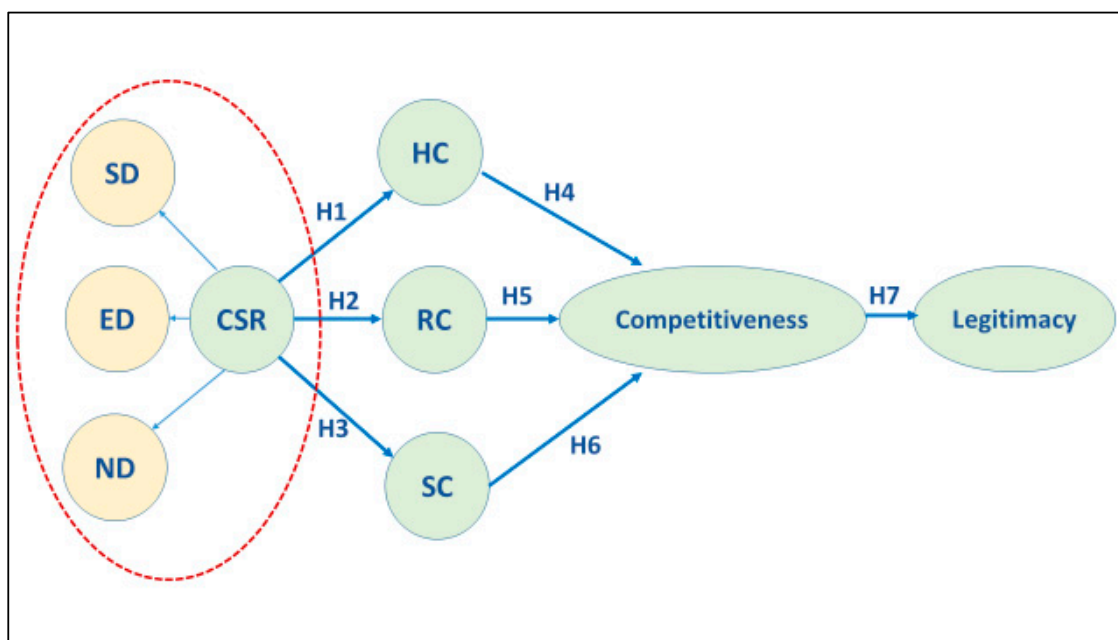 HC
SD
H4
H1
ED
CSR
H2
RC
H5
Competitiveness
H7
Legitimacy
H3
H6
ND
SC